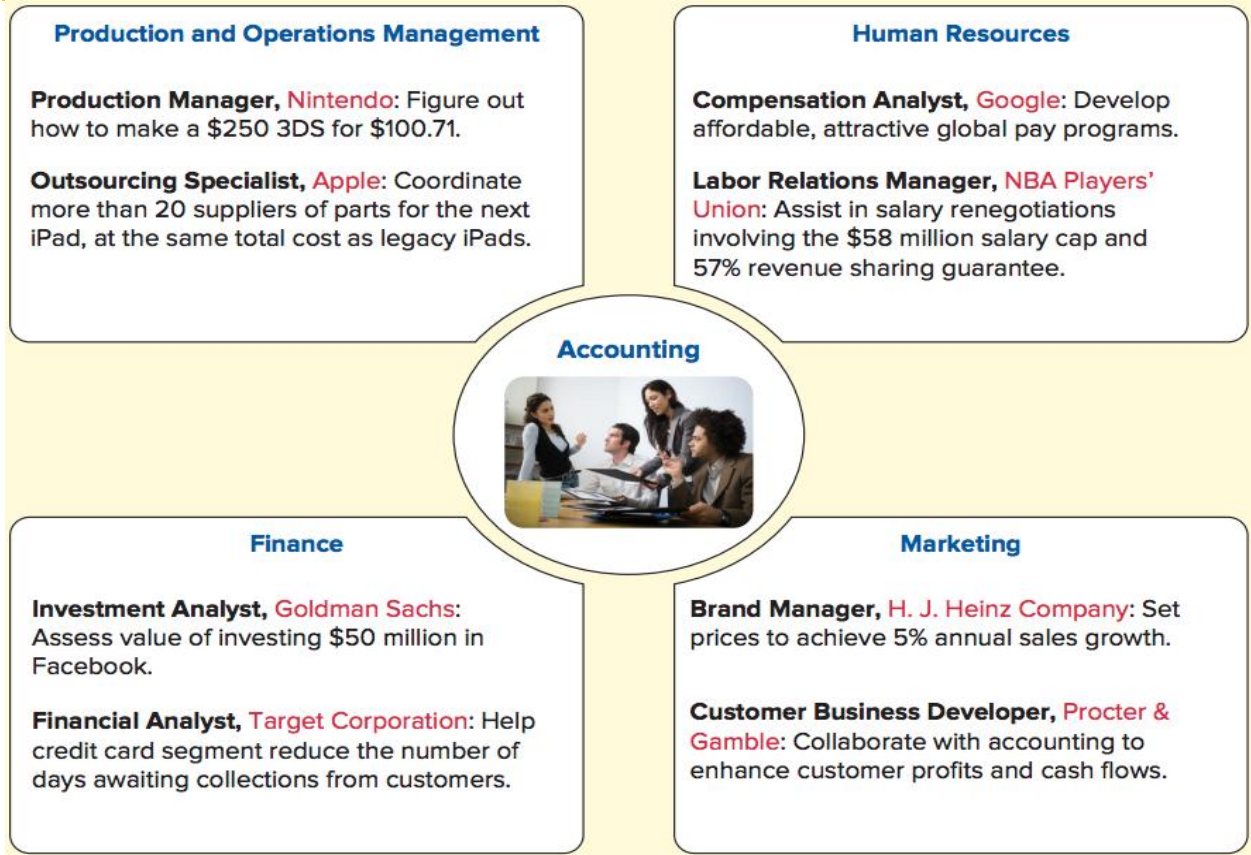 Production and Operations Management
Production Manager, Nintendo: Figure out
how to make a $250 3DS for $100.71.
Outsourcing Specialist, Apple: Coordinate
more than 20 suppliers of parts for the next
iPad, at the same total cost as legacy iPads.
Human Resources
Compensation Analyst, Google: Develop
affordable, attractive global pay programs.
Labor Relations Manager, NBA Players’
Union: Assist in salary renegotiations
involving the $58 million salary cap and
57% revenue sharing guarantee.
Accounting
Finance
Investment Analyst, Goldman Sachs:
Assess value of investing $50 million in
Facebook.
Financial Analyst, Target Corporation: Help
credit card segment reduce the number of
days awaiting collections from customers.
Marketing
Brand Manager, H. J. Heinz Company: Set
prices to achieve 5% annual sales growth.
Customer Business Developer, Procter &
Gamble: Collaborate with accounting to
enhance customer profits and cash flows.